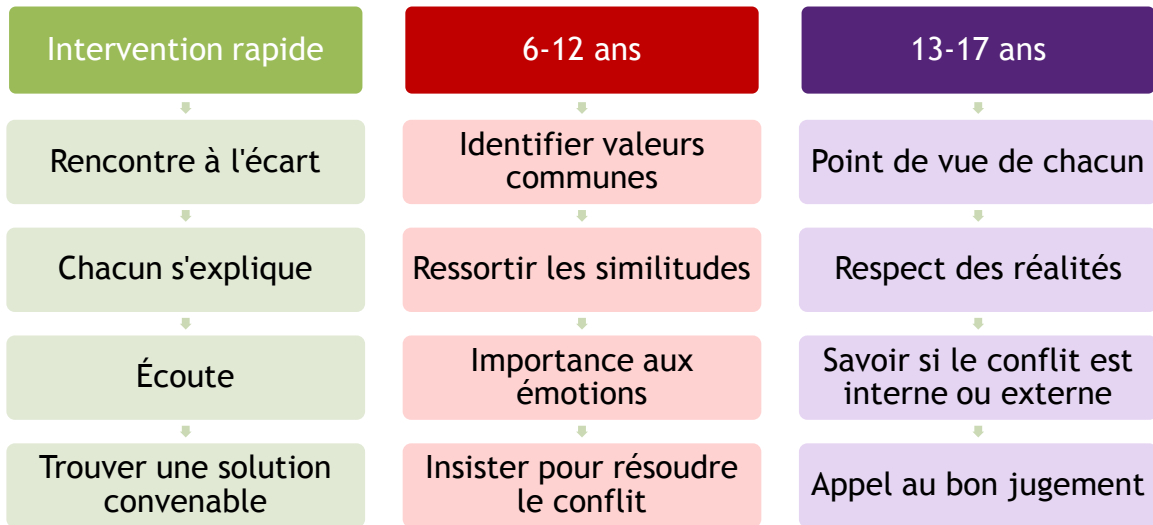 Intervention rapide
Rencontre à l'écart
Chacun s'explique
Écoute
Trouver une solution
convenable
6-12 ans
Identifier valeurs
communes
Ressortir les similitudes
Importance aux
émotions
Insister pour résoudre
le conflit
13-17 ans
Point de vue de chacun
Respect des réalités
Savoir si le conflit est
interne ou externe
Appel au bon jugement